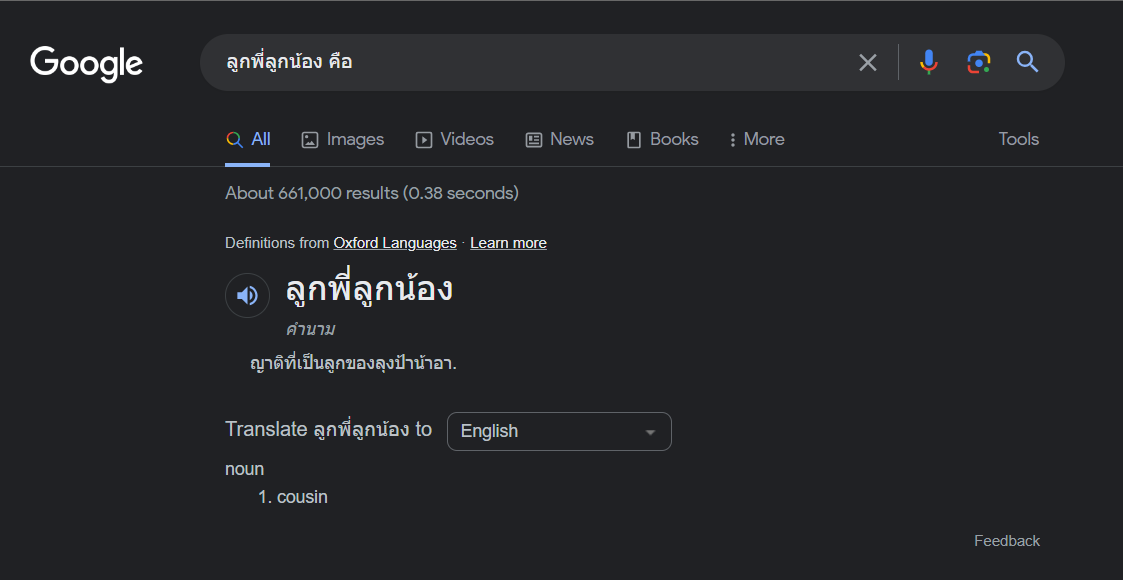 Google
ลูกพี่ลูกน้อง คือ
All Images Videos News Books More Tools
About 661,000 results (0.38 seconds)
Definitions from Oxford Languages · Learn more
ลูกพี่ลูกน้อง
คำนาม
ญาติที่เป็นลูกของลุงป้าน้าอา.
Translate ลูกพี่ลูกน้อง to English
noun
1. cousin
Feedback